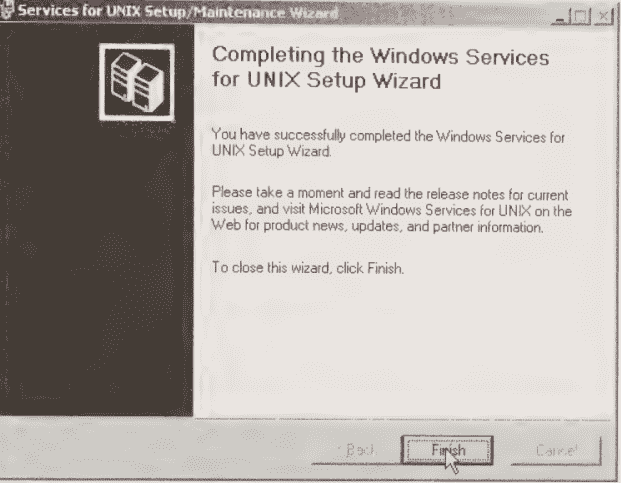 Services for UNIX Setup/Maintenance Wizard
Completing the Windows Services
for UNIX Setup Wizard
You have successfully completed the Windows Services for
UNIX Setup Wizard.
Please take a moment and read the release notes for current
issues, and visit Microsoft Windows Services for UNIX on the
Web for product news, updates, and partner information.
To close this wizard, click Finish.
< Back
Finish
Cancel